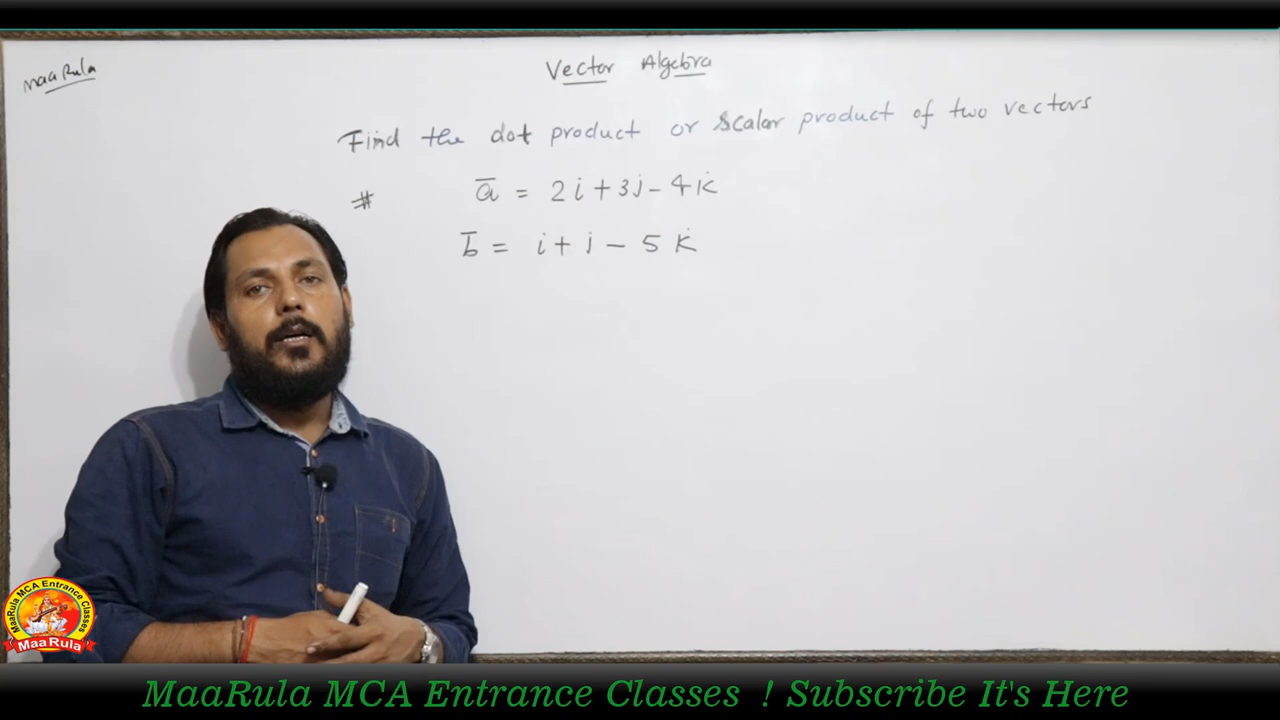 MaaRula
Vector Algebra
Find the dot product or scalar product of two vectors
# a̅ = 2i + 3j - 4k
b̅ = i + j - 5k
MaaRula MCA Entrance Classes
MaaRula
MaaRula MCA Entrance Classes ! Subscribe It's Here